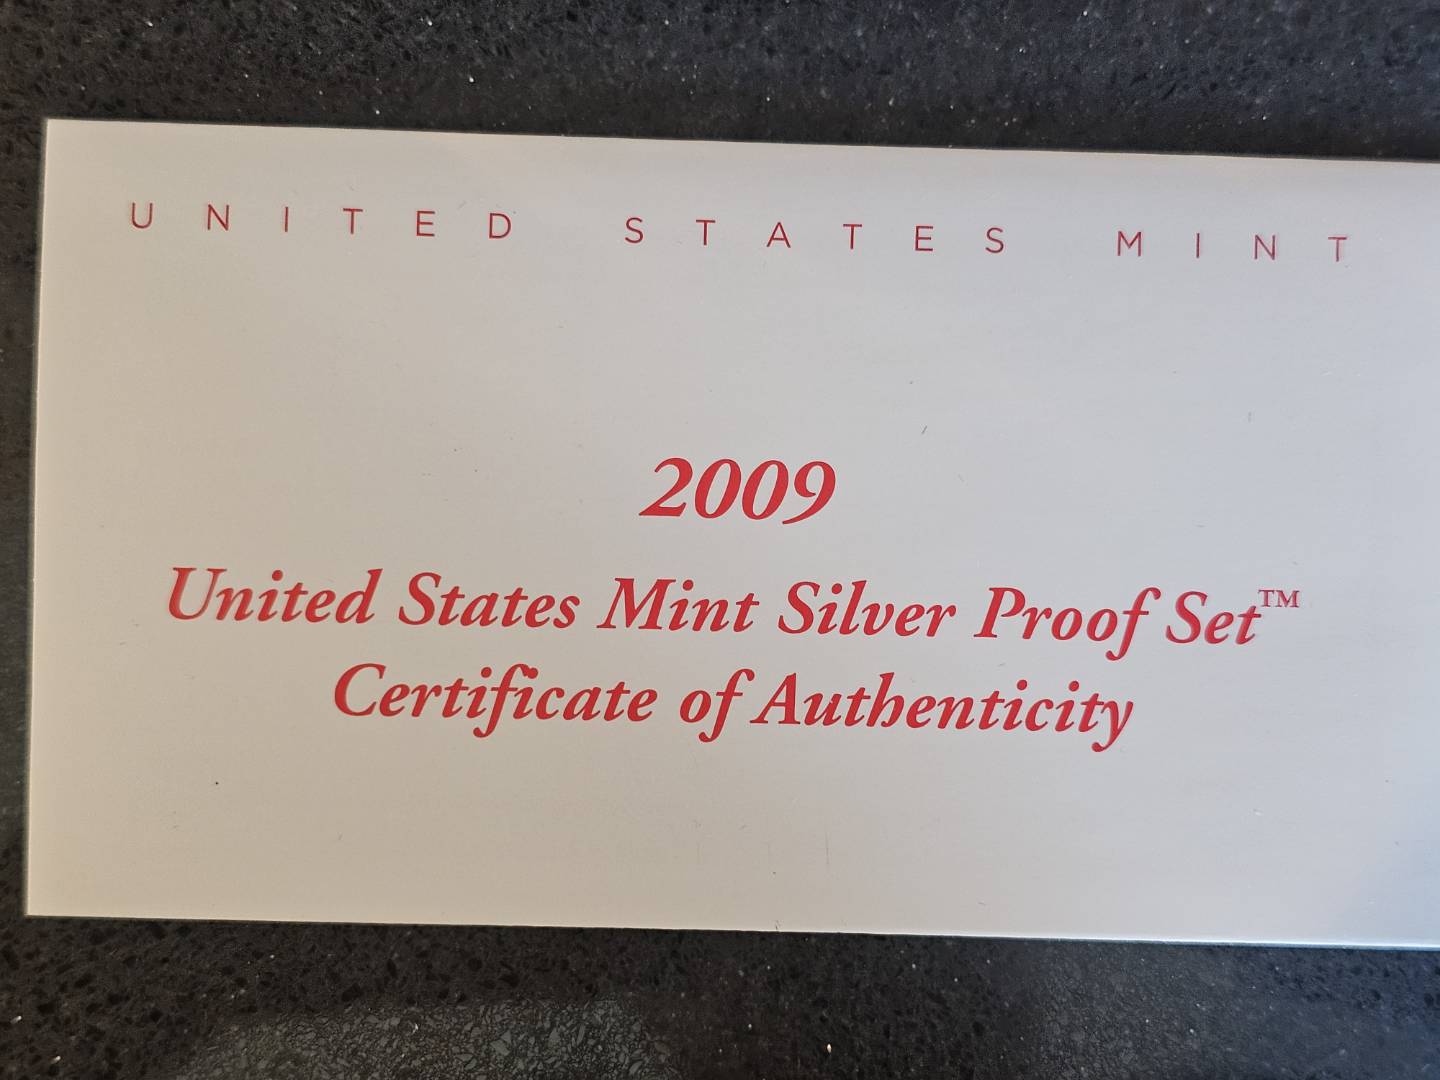 UNITED STATES MINT
2009
United States Mint Silver Proof Set™
Certificate of Authenticity